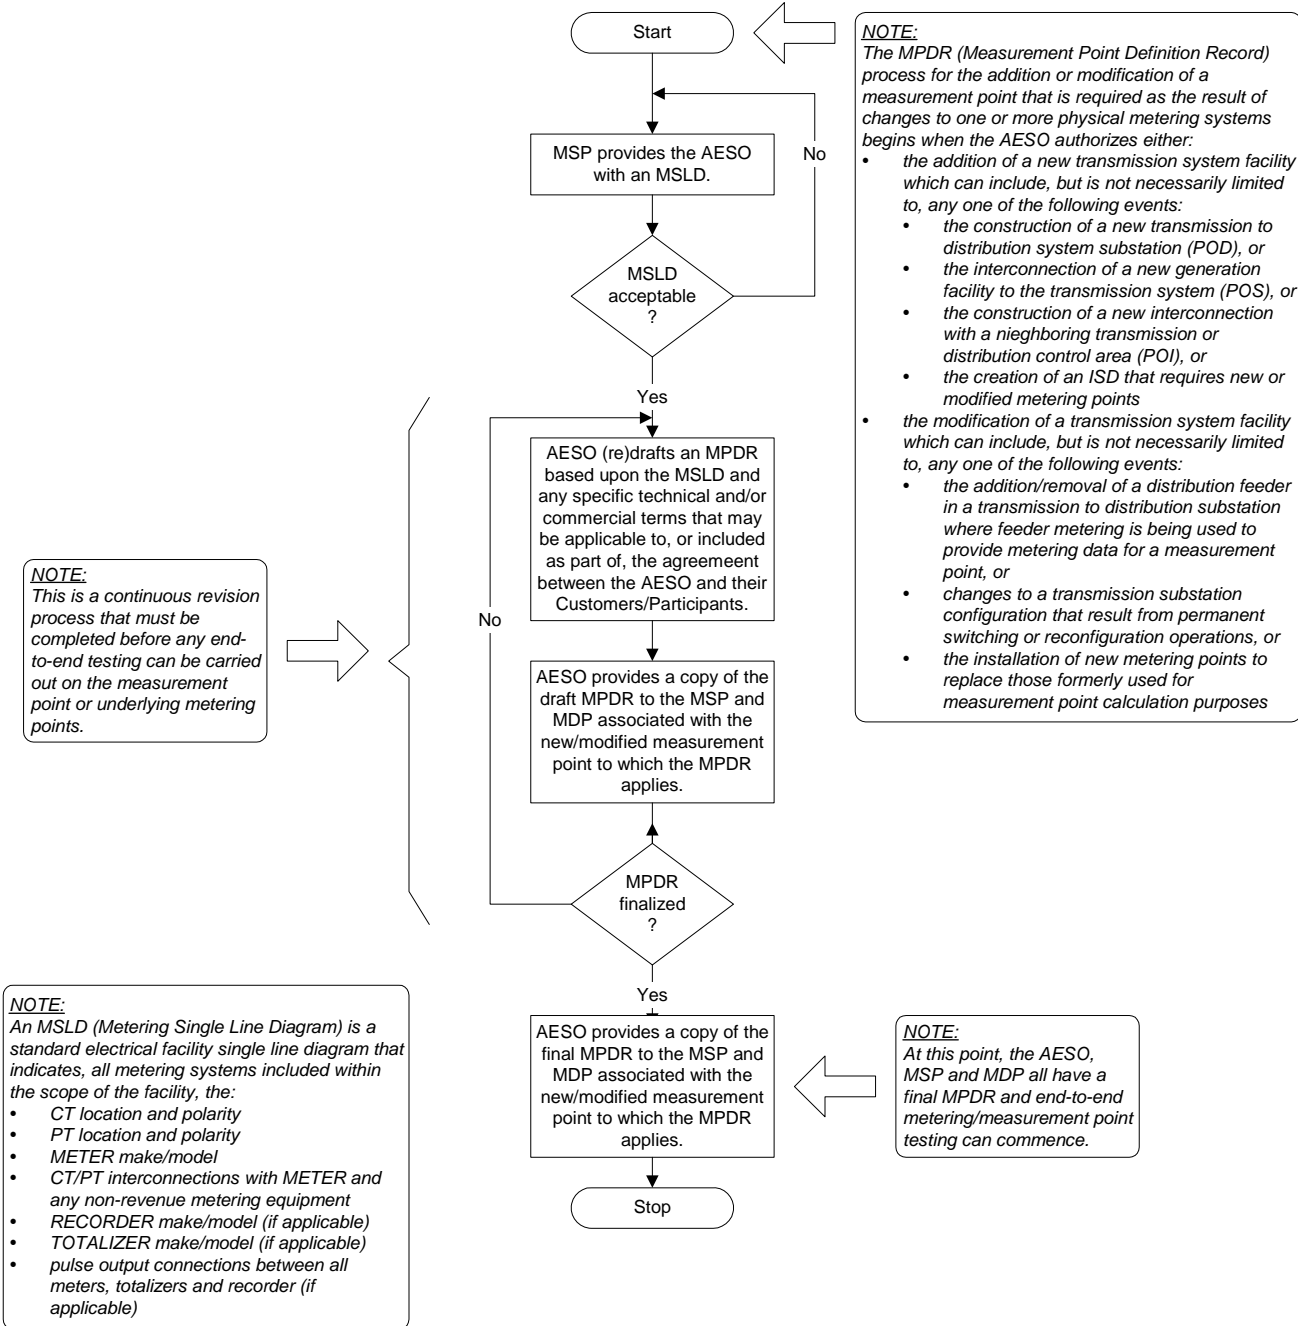 Start
NOTE:
The MPDR (Measurement Point Definition Record)
process for the addition or modification of a
measurement point that is required as the result of
changes to one or more physical metering systems
begins when the AESO authorizes either:
• the addition of a new transmission system facility
which can include, but is not necessarily limited
to, any one of the following events:
• the construction of a new transmission to
distribution system substation (POD), or
• the interconnection of a new generation
facility to the transmission system (POS), or
• the construction of a new interconnection
with a nieghboring transmission or
distribution control area (POI), or
• the creation of an ISD that requires new or
modified metering points
• the modification of a transmission system facility
which can include, but is not necessarily limited
to, any one of the following events:
• the addition/removal of a distribution feeder
in a transmission to distribution substation
where feeder metering is being used to
provide metering data for a measurement
point, or
• changes to a transmission substation
configuration that result from permanent
switching or reconfiguration operations, or
• the installation of new metering points to
replace those formerly used for
measurement point calculation purposes
MSP provides the AESO
with an MSLD.
No
MSLD
acceptable
?
Yes
AESO (re)drafts an MPDR
based upon the MSLD and
any specific technical and/or
commercial terms that may
be applicable to, or included
as part of, the agreemeent
between the AESO and their
Customers/Participants.
NOTE:
This is a continuous revision
process that must be
completed before any end-
to-end testing can be carried
out on the measurement
point or underlying metering
points.
No
AESO provides a copy of the
draft MPDR to the MSP and
MDP associated with the
new/modified measurement
point to which the MPDR
applies.
MPDR
finalized
?
Yes
AESO provides a copy of the
final MPDR to the MSP and
MDP associated with the
new/modified measurement
point to which the MPDR
applies.
NOTE:
At this point, the AESO,
MSP and MDP all have a
final MPDR and end-to-end
metering/measurement point
testing can commence.
Stop
NOTE:
An MSLD (Metering Single Line Diagram) is a
standard electrical facility single line diagram that
indicates, all metering systems included within
the scope of the facility, the:
• CT location and polarity
• PT location and polarity
• METER make/model
• CT/PT interconnections with METER and
any non-revenue metering equipment
• RECORDER make/model (if applicable)
• TOTALIZER make/model (if applicable)
• pulse output connections between all
meters, totalizers and recorder (if
applicable)